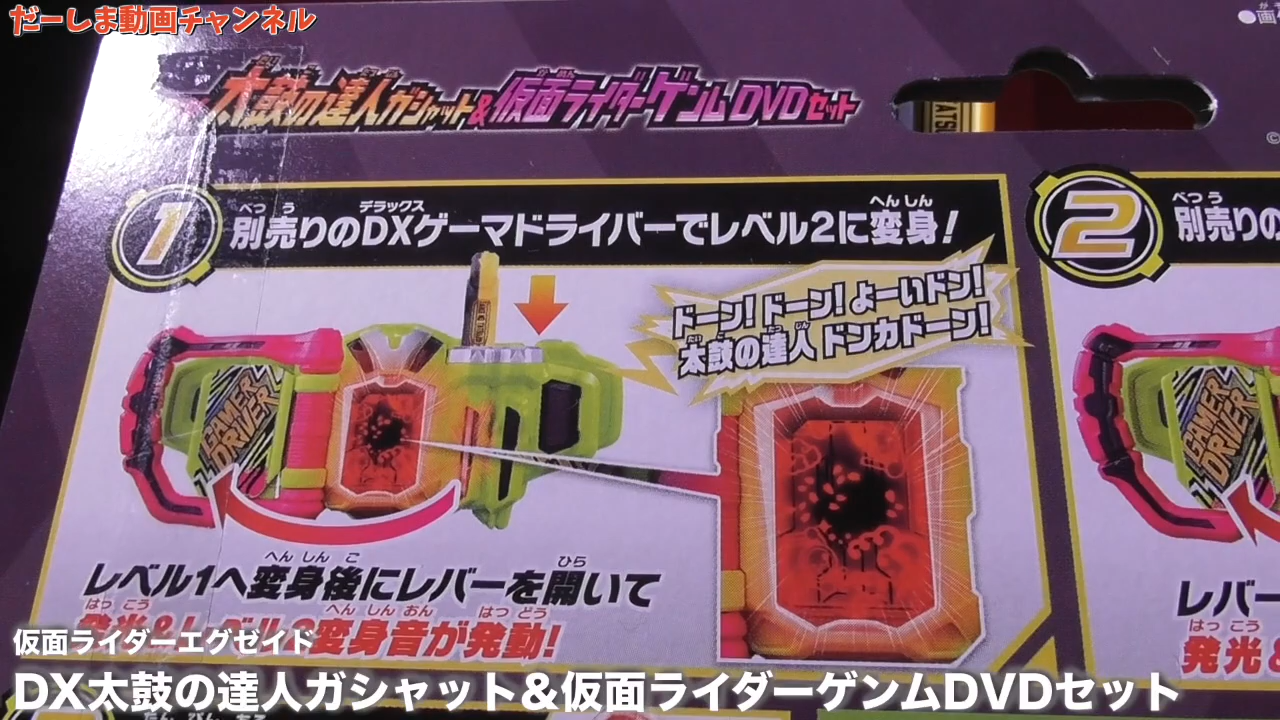 だーしま動画チャンネル
太鼓の達人ガシャット&仮面ライダーゲンムDVDセット
1
別売りのDXゲーマドライバーでレベル2に変身!
2
別売りの
ドーン!ドーン!よーいドン!
太鼓の達人 ドンカドーン!
GAMER DRIVER
GAMER DRIVER
レベル1へ変身後にレバーを開いて
発光&レベル2変身音が発動!
レバー
発光&
仮面ライダーエグゼイド
DX太鼓の達人ガシャット&仮面ライダーゲンムDVDセット